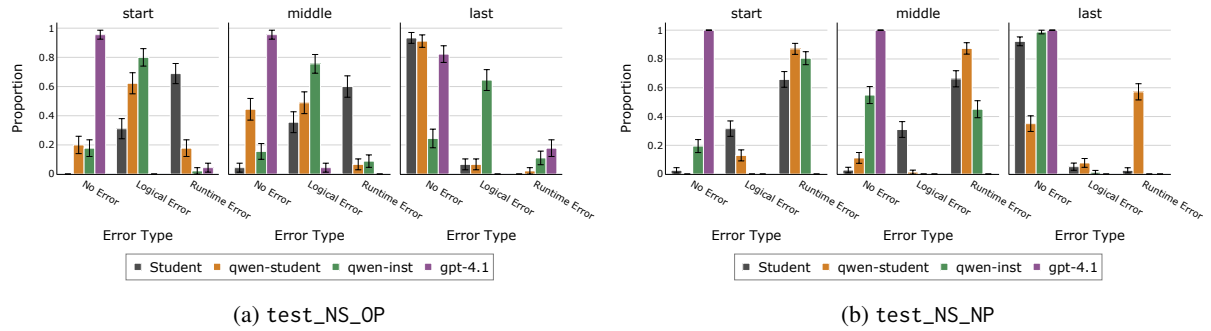 start
middle
last
Proportion
1
0.8
0.6
0.4
0.2
0
No Error
Logical Error
Runtime Error
No Error
Logical Error
Runtime Error
No Error
Logical Error
Runtime Error
Error Type
Error Type
Error Type
Student
qwen-student
qwen-inst
gpt-4.1
(a) test_NS_OP
start
middle
last
Proportion
1
0.8
0.6
0.4
0.2
0
No Error
Logical Error
Runtime Error
No Error
Logical Error
Runtime Error
No Error
Logical Error
Runtime Error
Error Type
Error Type
Error Type
Student
qwen-student
qwen-inst
gpt-4.1
(b) test_NS_NP